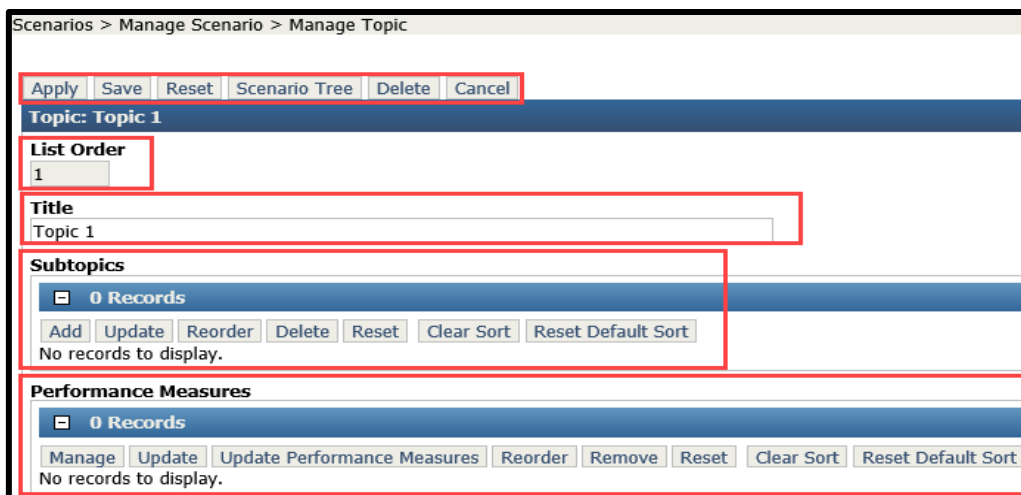 Scenarios > Manage Scenario > Manage Topic
Apply Save Reset Scenario Tree Delete Cancel
Topic: Topic 1
List Order
1
Title
Topic 1
Subtopics
0 Records
Add Update Reorder Delete Reset Clear Sort Reset Default Sort
No records to display.
Performance Measures
0 Records
Manage Update Update Performance Measures Reorder Remove Reset Clear Sort Reset Default Sort
No records to display.